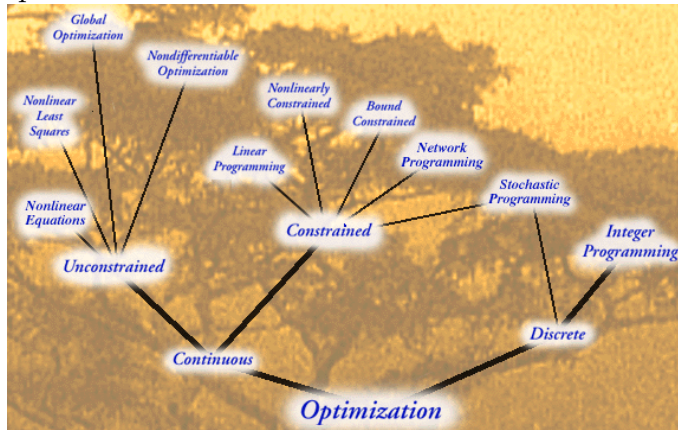 Global
Optimization
Nondifferentiable
Optimization
Nonlinear
Least
Squares
Nonlinearly
Constrained
Bound
Constrained
Linear
Programming
Network
Programming
Stochastic
Programming
Nonlinear
Equations
Constrained
Integer
Programming
Unconstrained
Discrete
Continuous
Optimization